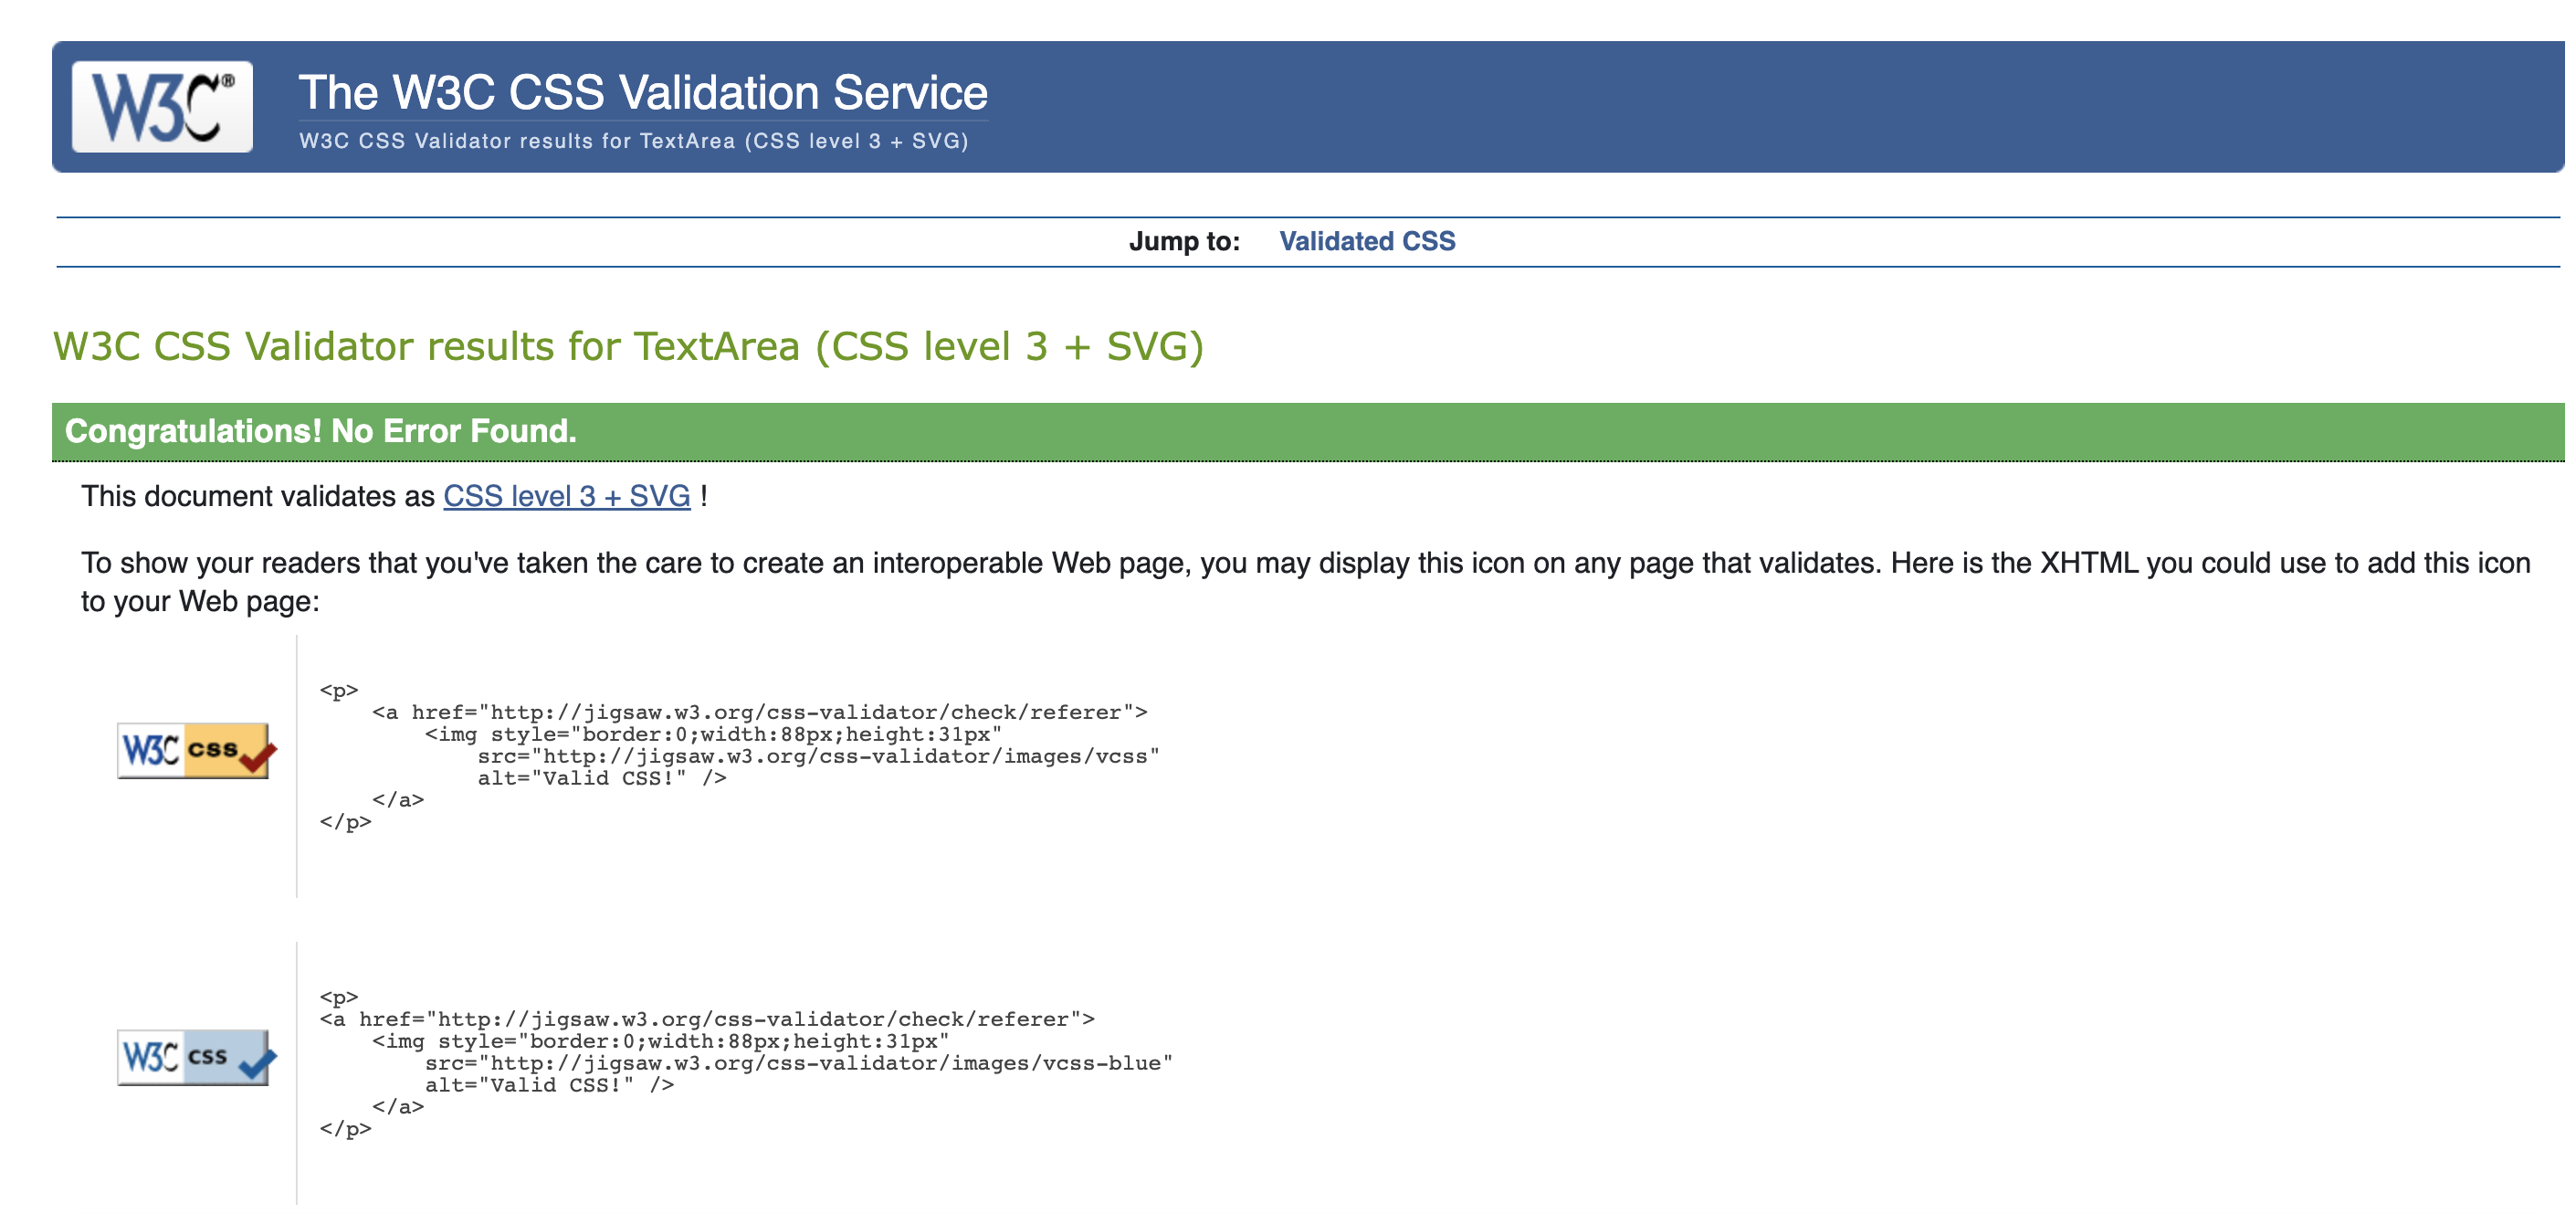 W3C®
The W3C CSS Validation Service
W3C CSS Validator results for TextArea (CSS level 3 + SVG)
Jump to: Validated CSS
W3C CSS Validator results for TextArea (CSS level 3 + SVG)
Congratulations! No Error Found.
This document validates as CSS level 3 + SVG !
To show your readers that you've taken the care to create an interoperable Web page, you may display this icon on any page that validates. Here is the XHTML you could use to add this icon
to your Web page:
W3C css
<p>
    <a href="http://jigsaw.w3.org/css-validator/check/referer">
        <img style="border:0;width:88px;height:31px"
            src="http://jigsaw.w3.org/css-validator/images/vcss"
            alt="Valid CSS!" />
    </a>
</p>
W3C css
<p>
<a href="http://jigsaw.w3.org/css-validator/check/referer">
    <img style="border:0;width:88px;height:31px"
        src="http://jigsaw.w3.org/css-validator/images/vcss-blue"
        alt="Valid CSS!" />
    </a>
</p>